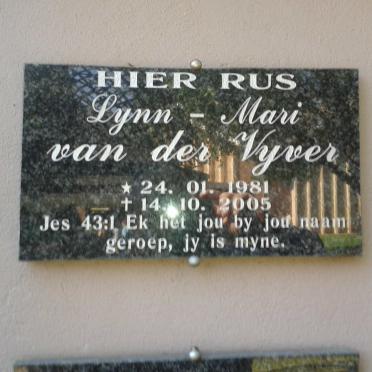 HIER RUS
Lynn - Mari
van der Vyver
★ 24. 01. 1981
✝ 14. 10. 2005
Jes 43:1 Ek het jou by jou naam
geroep, jy is myne.